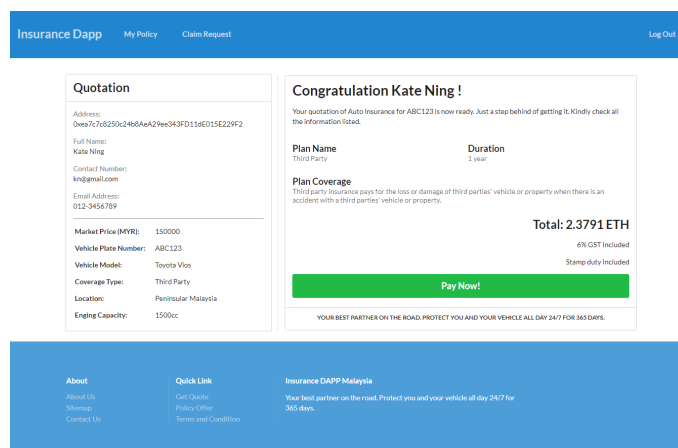 Insurance Dapp
My Policy
Claim Request
Log Out
Quotation
Address:
0xea7c7c8250c24b8AeA29ee343FD11dE015E229F2
Full Name:
Kate Ning
Contact Number:
kn@gmail.com
Email Address:
012-3456789
Market Price (MYR): 150000
Vehicle Plate Number: ABC123
Vehicle Model: Toyota Vios
Coverage Type: Third Party
Location: Peninsular Malaysia
Enging Capacity: 1500cc
Congratulation Kate Ning !
Your quotation of Auto Insurance for ABC123 is now ready. Just a step behind of getting it. Kindly check all
the information listed.
Plan Name
Third Party
Duration
1 year
Plan Coverage
Third party insurance pays for the loss or damage of third parties' vehicle or property when there is an
accident with a third parties' vehicle or property.
Total: 2.3791 ETH
6% GST Included
Stamp duty Included
Pay Now!
YOUR BEST PARTNER ON THE ROAD. PROTECT YOU AND YOUR VEHICLE ALL DAY 24/7 FOR 365 DAYS.
About
About Us
Sitemap
Contact Us
Quick Link
Get Quote
Policy Offer
Terms and Condition
Insurance DAPP Malaysia
Your best partner on the road. Protect you and your vehicle all day 24/7 for
365 days.